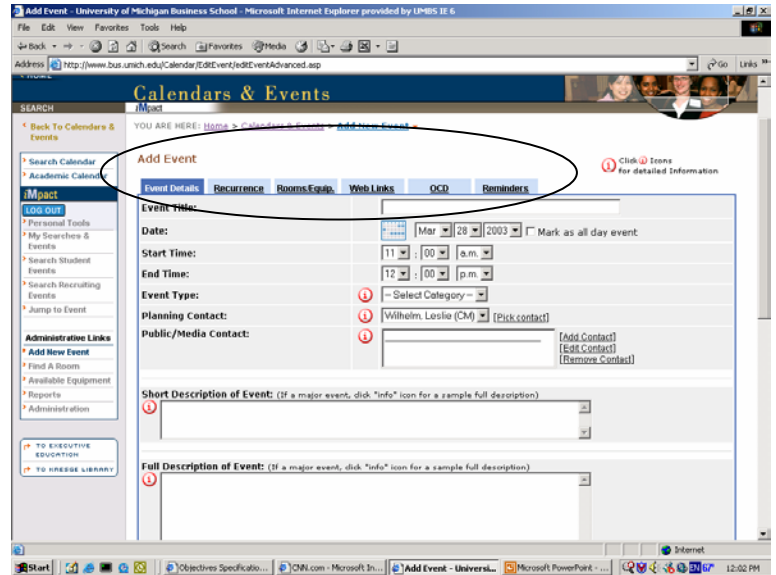 Add Event - University of Michigan Business School - Microsoft Internet Explorer provided by UMBS IE 6
File Edit View Favorites Tools Help
Back Search Favorites Media
Address http://www.bus.umich.edu/Calendar/EditEvent/editEventAdvanced.asp Go Links
Calendars & Events
SEARCH
iMpact
Back To Calendars & Events
YOU ARE HERE: Home > Calendars & Events > Add New Event
Search Calendar
Academic Calendar
Add Event
Click i Icons
for detailed Information
iMpact
LOG OUT
Personal Tools
My Searches &
Events
Search Student
Events
Search Recruiting
Events
Jump to Event
Administrative Links
Add New Event
Find A Room
Available Equipment
Reports
Administration
TO EXECUTIVE
EDUCATION
TO KRESGE LIBRARY
Event Details Recurrence Rooms/Equip. Web Links OCD Reminders
Event Title:
Date: Mar 28 2003 Mark as all day event
Start Time: 11 : 00 a.m.
End Time: 12 : 00 p.m.
Event Type: -- Select Category --
Planning Contact: Wilhelm, Leslie (CM) [Pick contact]
Public/Media Contact: [Add Contact]
[Edit Contact]
[Remove Contact]
Short Description of Event: (If a major event, click "info" icon for a sample full description)
Full Description of Event: (If a major event, click "info" icon for a sample full description)
Internet
Start Objectives Specificatio... CNN.com - Microsoft In... Add Event - Universi... Microsoft PowerPoint - ... 12:02 PM